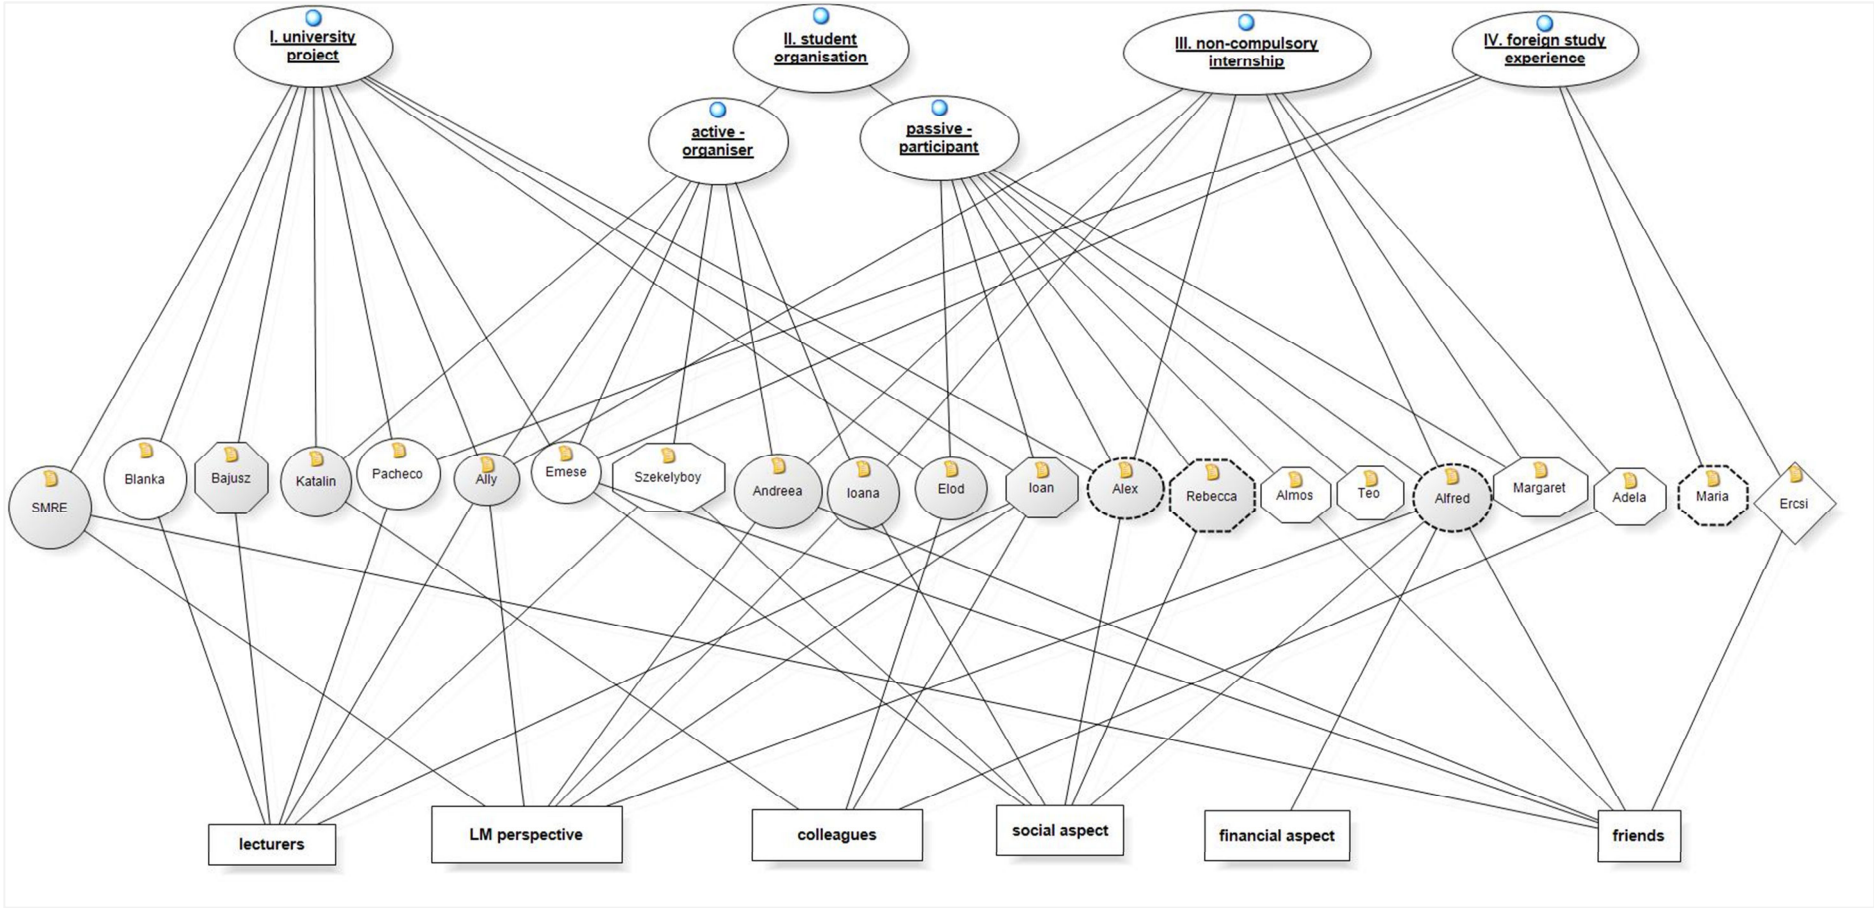 I. university
project
II. student
organisation
III. non-compulsory
internship
IV. foreign study
experience
active -
organiser
passive -
participant
SMRE
Blanka
Bajusz
Katalin
Pacheco
Ally
Emese
Szekelyboy
Andreea
Ioana
Elod
Ioan
Alex
Rebecca
Almos
Teo
Alfred
Margaret
Adela
Maria
Ercsi
lecturers
LM perspective
colleagues
social aspect
financial aspect
friends